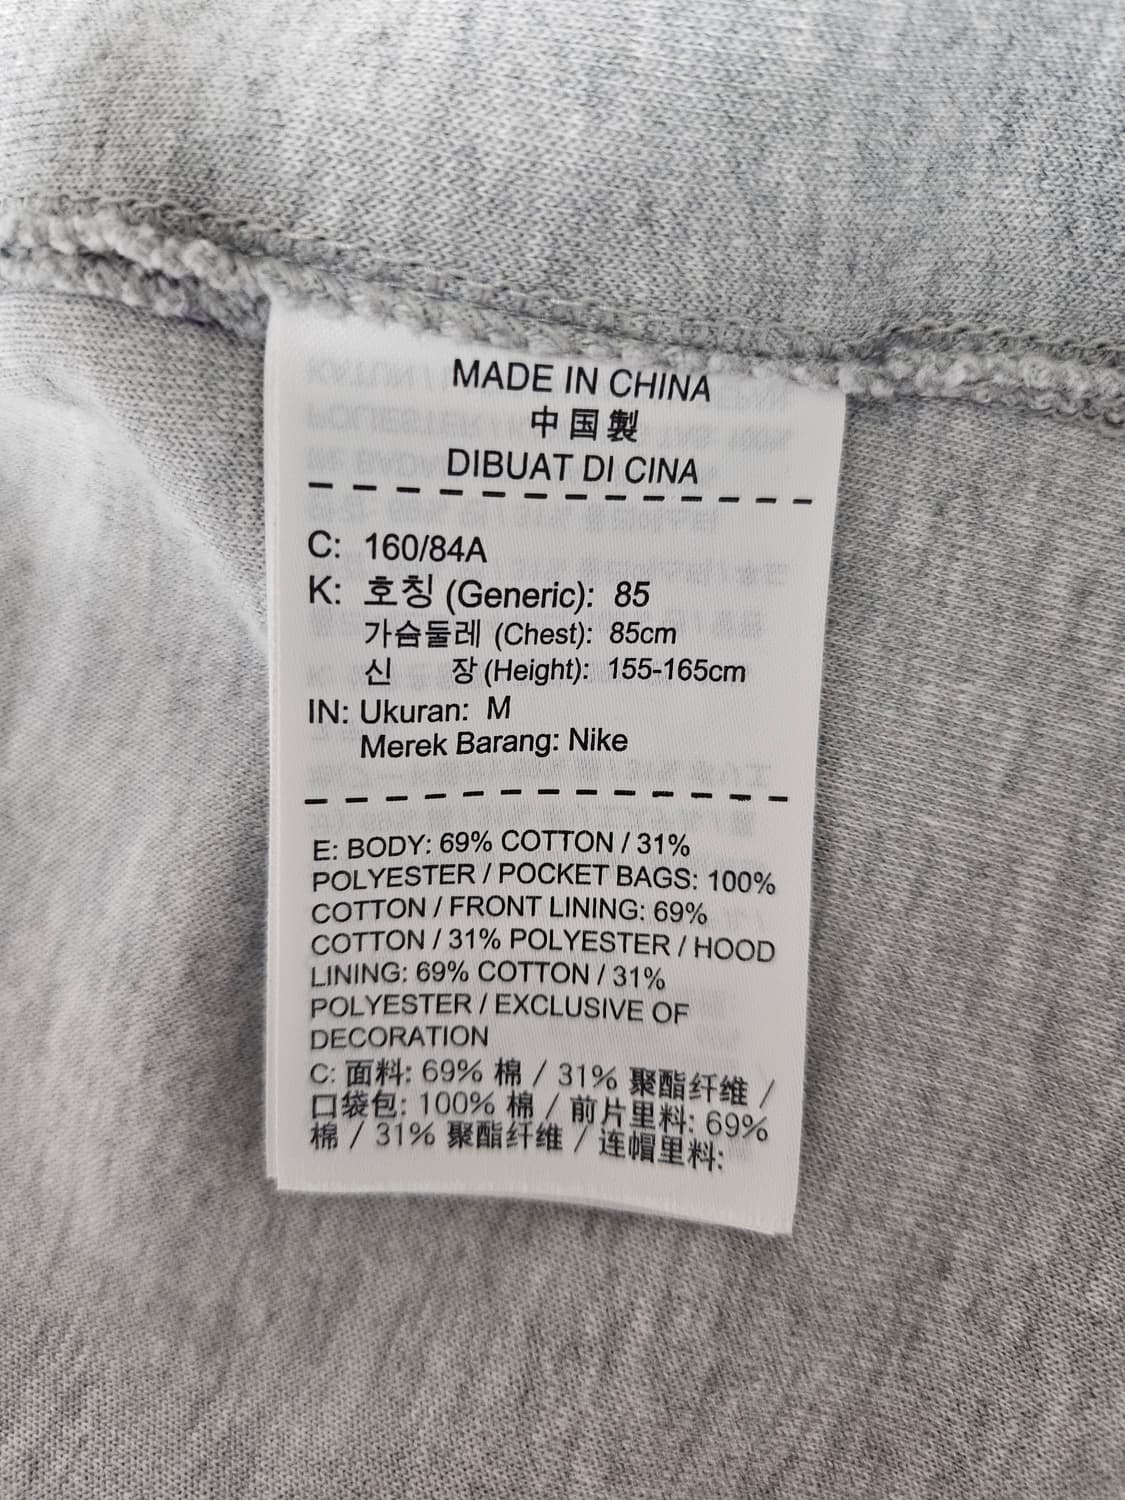 MADE IN CHINA
中国製
DIBUAT DI CINA
C: 160/84A
K: 호칭 (Generic): 85
가슴둘레 (Chest): 85cm
신 장 (Height): 155-165cm
IN: Ukuran: M
Merek Barang: Nike
E: BODY: 69% COTTON / 31%
POLYESTER / POCKET BAGS: 100%
COTTON / FRONT LINING: 69%
COTTON / 31% POLYESTER / HOOD
LINING: 69% COTTON / 31%
POLYESTER / EXCLUSIVE OF
DECORATION
C: 面料: 69% 棉 / 31% 聚酯纤维 /
口袋包: 100% 棉 / 前片里料: 69%
棉 / 31% 聚酯纤维 / 连帽里料: